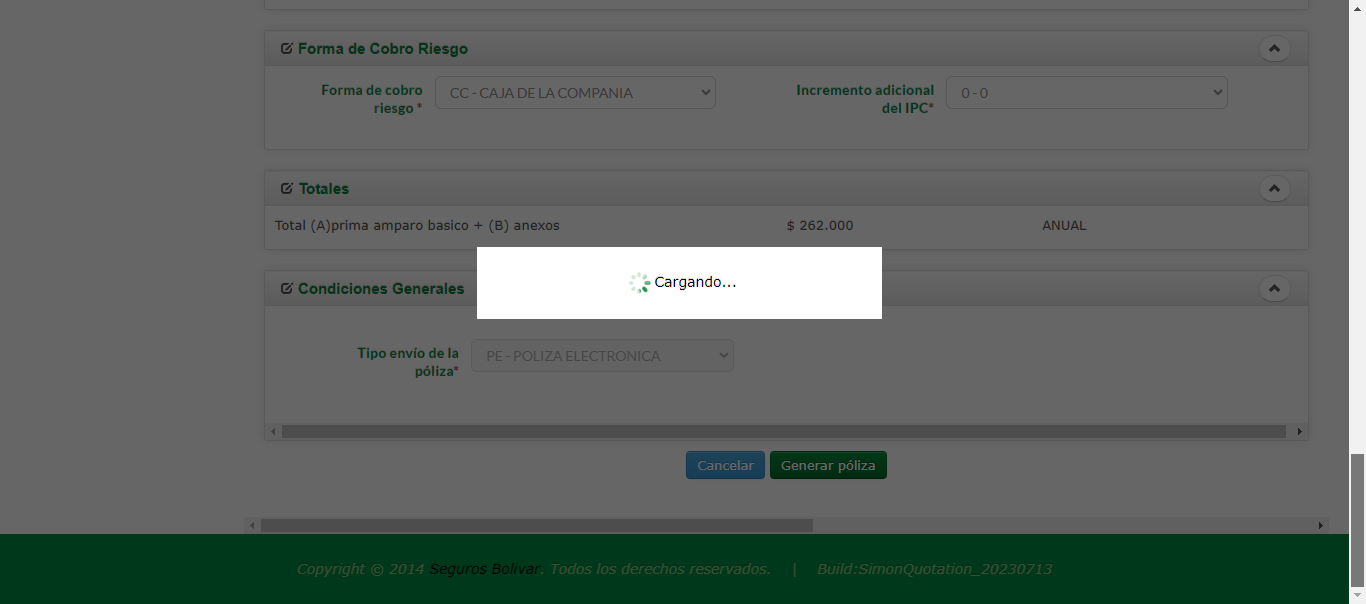 Forma de Cobro Riesgo
Forma de cobro riesgo *
CC - CAJA DE LA COMPANIA
Incremento adicional del IPC*
0 - 0
Totales
Total (A)prima amparo basico + (B) anexos $ 262.000 ANUAL
Cargando...
Condiciones Generales
Tipo envío de la póliza*
PE - POLIZA ELECTRONICA
Cancelar Generar póliza
Copyright © 2014 Seguros Bolivar. Todos los derechos reservados. | Build:SimonQuotation_20230713